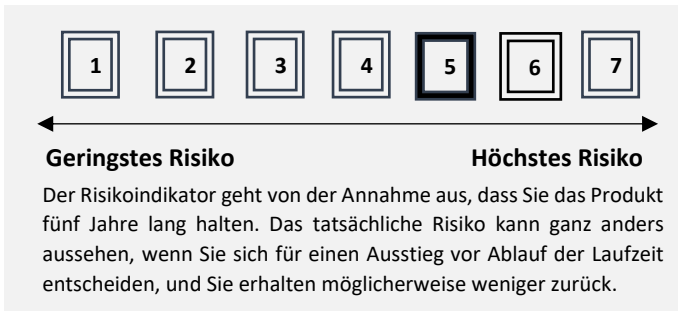 1 2 3 4 5 6 7
Geringstes Risiko Höchstes Risiko
Der Risikoindikator geht von der Annahme aus, dass Sie das Produkt
fünf Jahre lang halten. Das tatsächliche Risiko kann ganz anders
aussehen, wenn Sie sich für einen Ausstieg vor Ablauf der Laufzeit
entscheiden, und Sie erhalten möglicherweise weniger zurück.